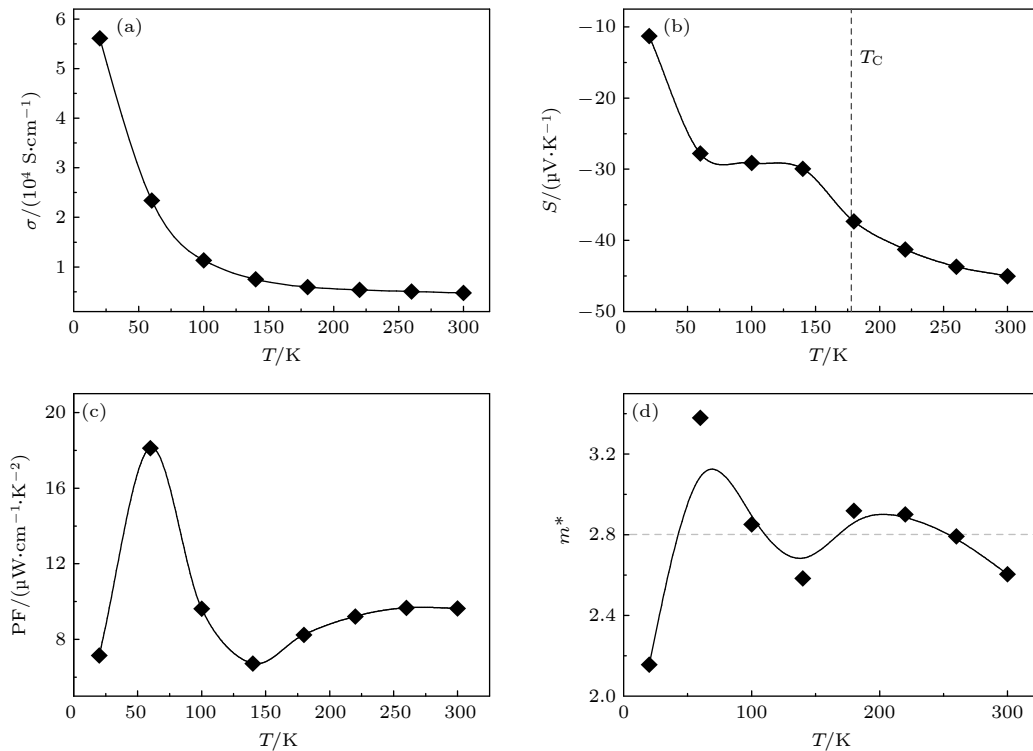 (a)
6
5
4
3
2
1
0 50 100 150 200 250 300
T/K
σ/(10⁴ S·cm⁻¹)
(b)
−10
−20
−30
−40
−50
T_C
0 50 100 150 200 250 300
T/K
S/(µV·K⁻¹)
(c)
20
16
12
8
0 50 100 150 200 250 300
T/K
PF/(µW·cm⁻¹·K⁻²)
(d)
3.2
2.8
2.4
2.0
0 50 100 150 200 250 300
T/K
m*